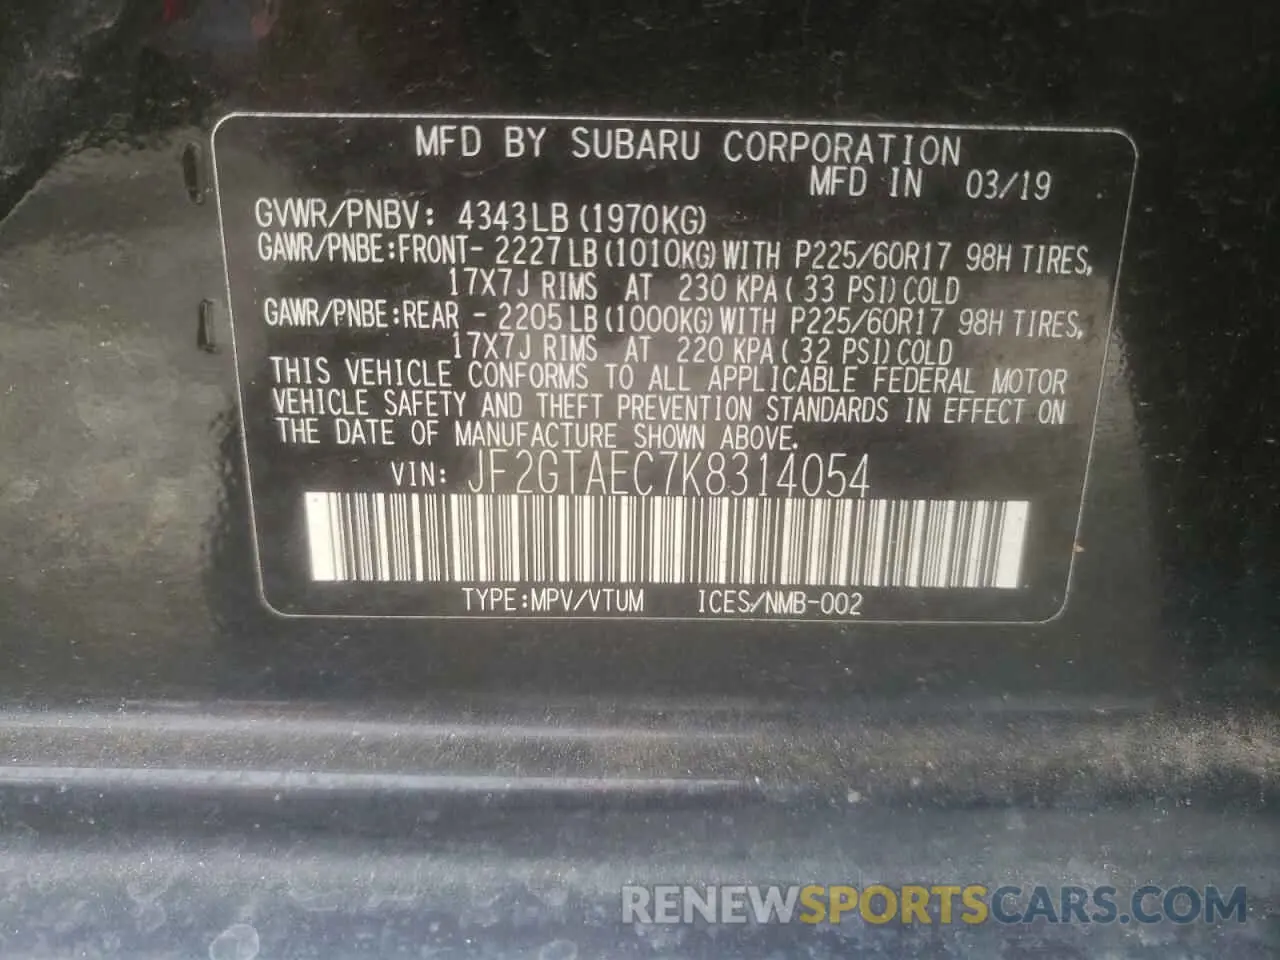 MFD BY SUBARU CORPORATION
MFD IN 03/19
GVWR/PNBV: 4343LB (1970KG)
GAWR/PNBE:FRONT- 2227LB(1010KG)WITH P225/60R17 98H TIRES,
17X7J RIMS AT 230 KPA( 33 PSI)COLD
GAWR/PNBE:REAR - 2205LB(1000KG)WITH P225/60R17 98H TIRES,
17X7J RIMS AT 220 KPA( 32 PSI)COLD
THIS VEHICLE CONFORMS TO ALL APPLICABLE FEDERAL MOTOR
VEHICLE SAFETY AND THEFT PREVENTION STANDARDS IN EFFECT ON
THE DATE OF MANUFACTURE SHOWN ABOVE.
VIN: JF2GTAEC7K8314054
TYPE:MPV/VTUM ICES/NMB-002
RENEWSPORTSCARS.COM